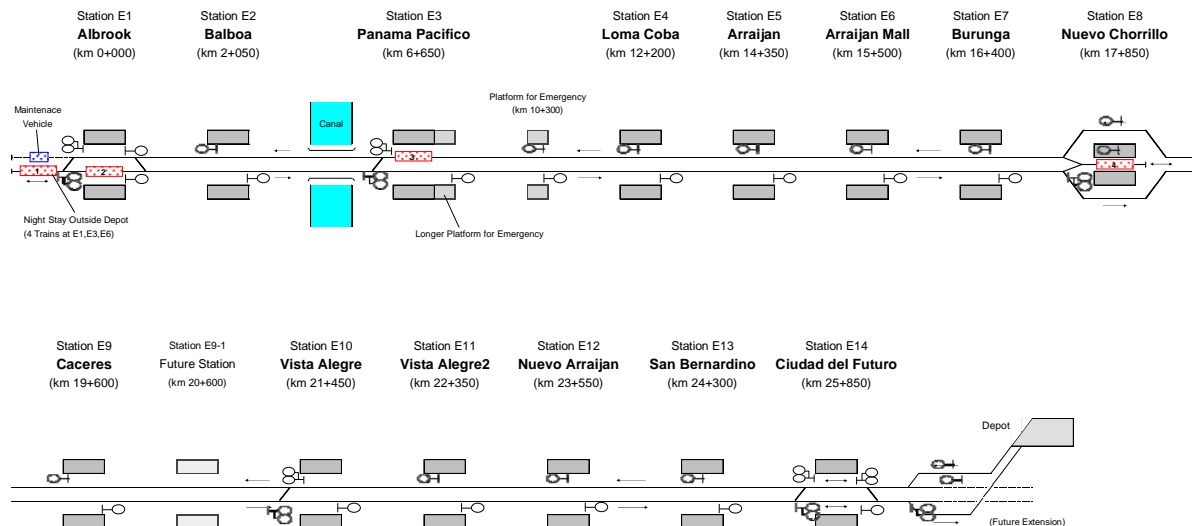 Station E1
Albrook
(km 0+000)
Station E2
Balboa
(km 2+050)
Station E3
Panama Pacifico
(km 6+650)
Station E4
Loma Coba
(km 12+200)
Station E5
Arraijan
(km 14+350)
Station E6
Arraijan Mall
(km 15+500)
Station E7
Burunga
(km 16+400)
Station E8
Nuevo Chorrillo
(km 17+850)
Maintenace
Vehicle
Canal
Platform for Emergency
(km 10+300)
1
2
3
4
Night Stay Outside Depot
(4 Trains at E1,E3,E6)
Longer Platform for Emergency
Station E9
Caceres
(km 19+600)
Station E9-1
Future Station
(km 20+600)
Station E10
Vista Alegre
(km 21+450)
Station E11
Vista Alegre2
(km 22+350)
Station E12
Nuevo Arraijan
(km 23+550)
Station E13
San Bernardino
(km 24+300)
Station E14
Ciudad del Futuro
(km 25+850)
Depot
(Future Extension)